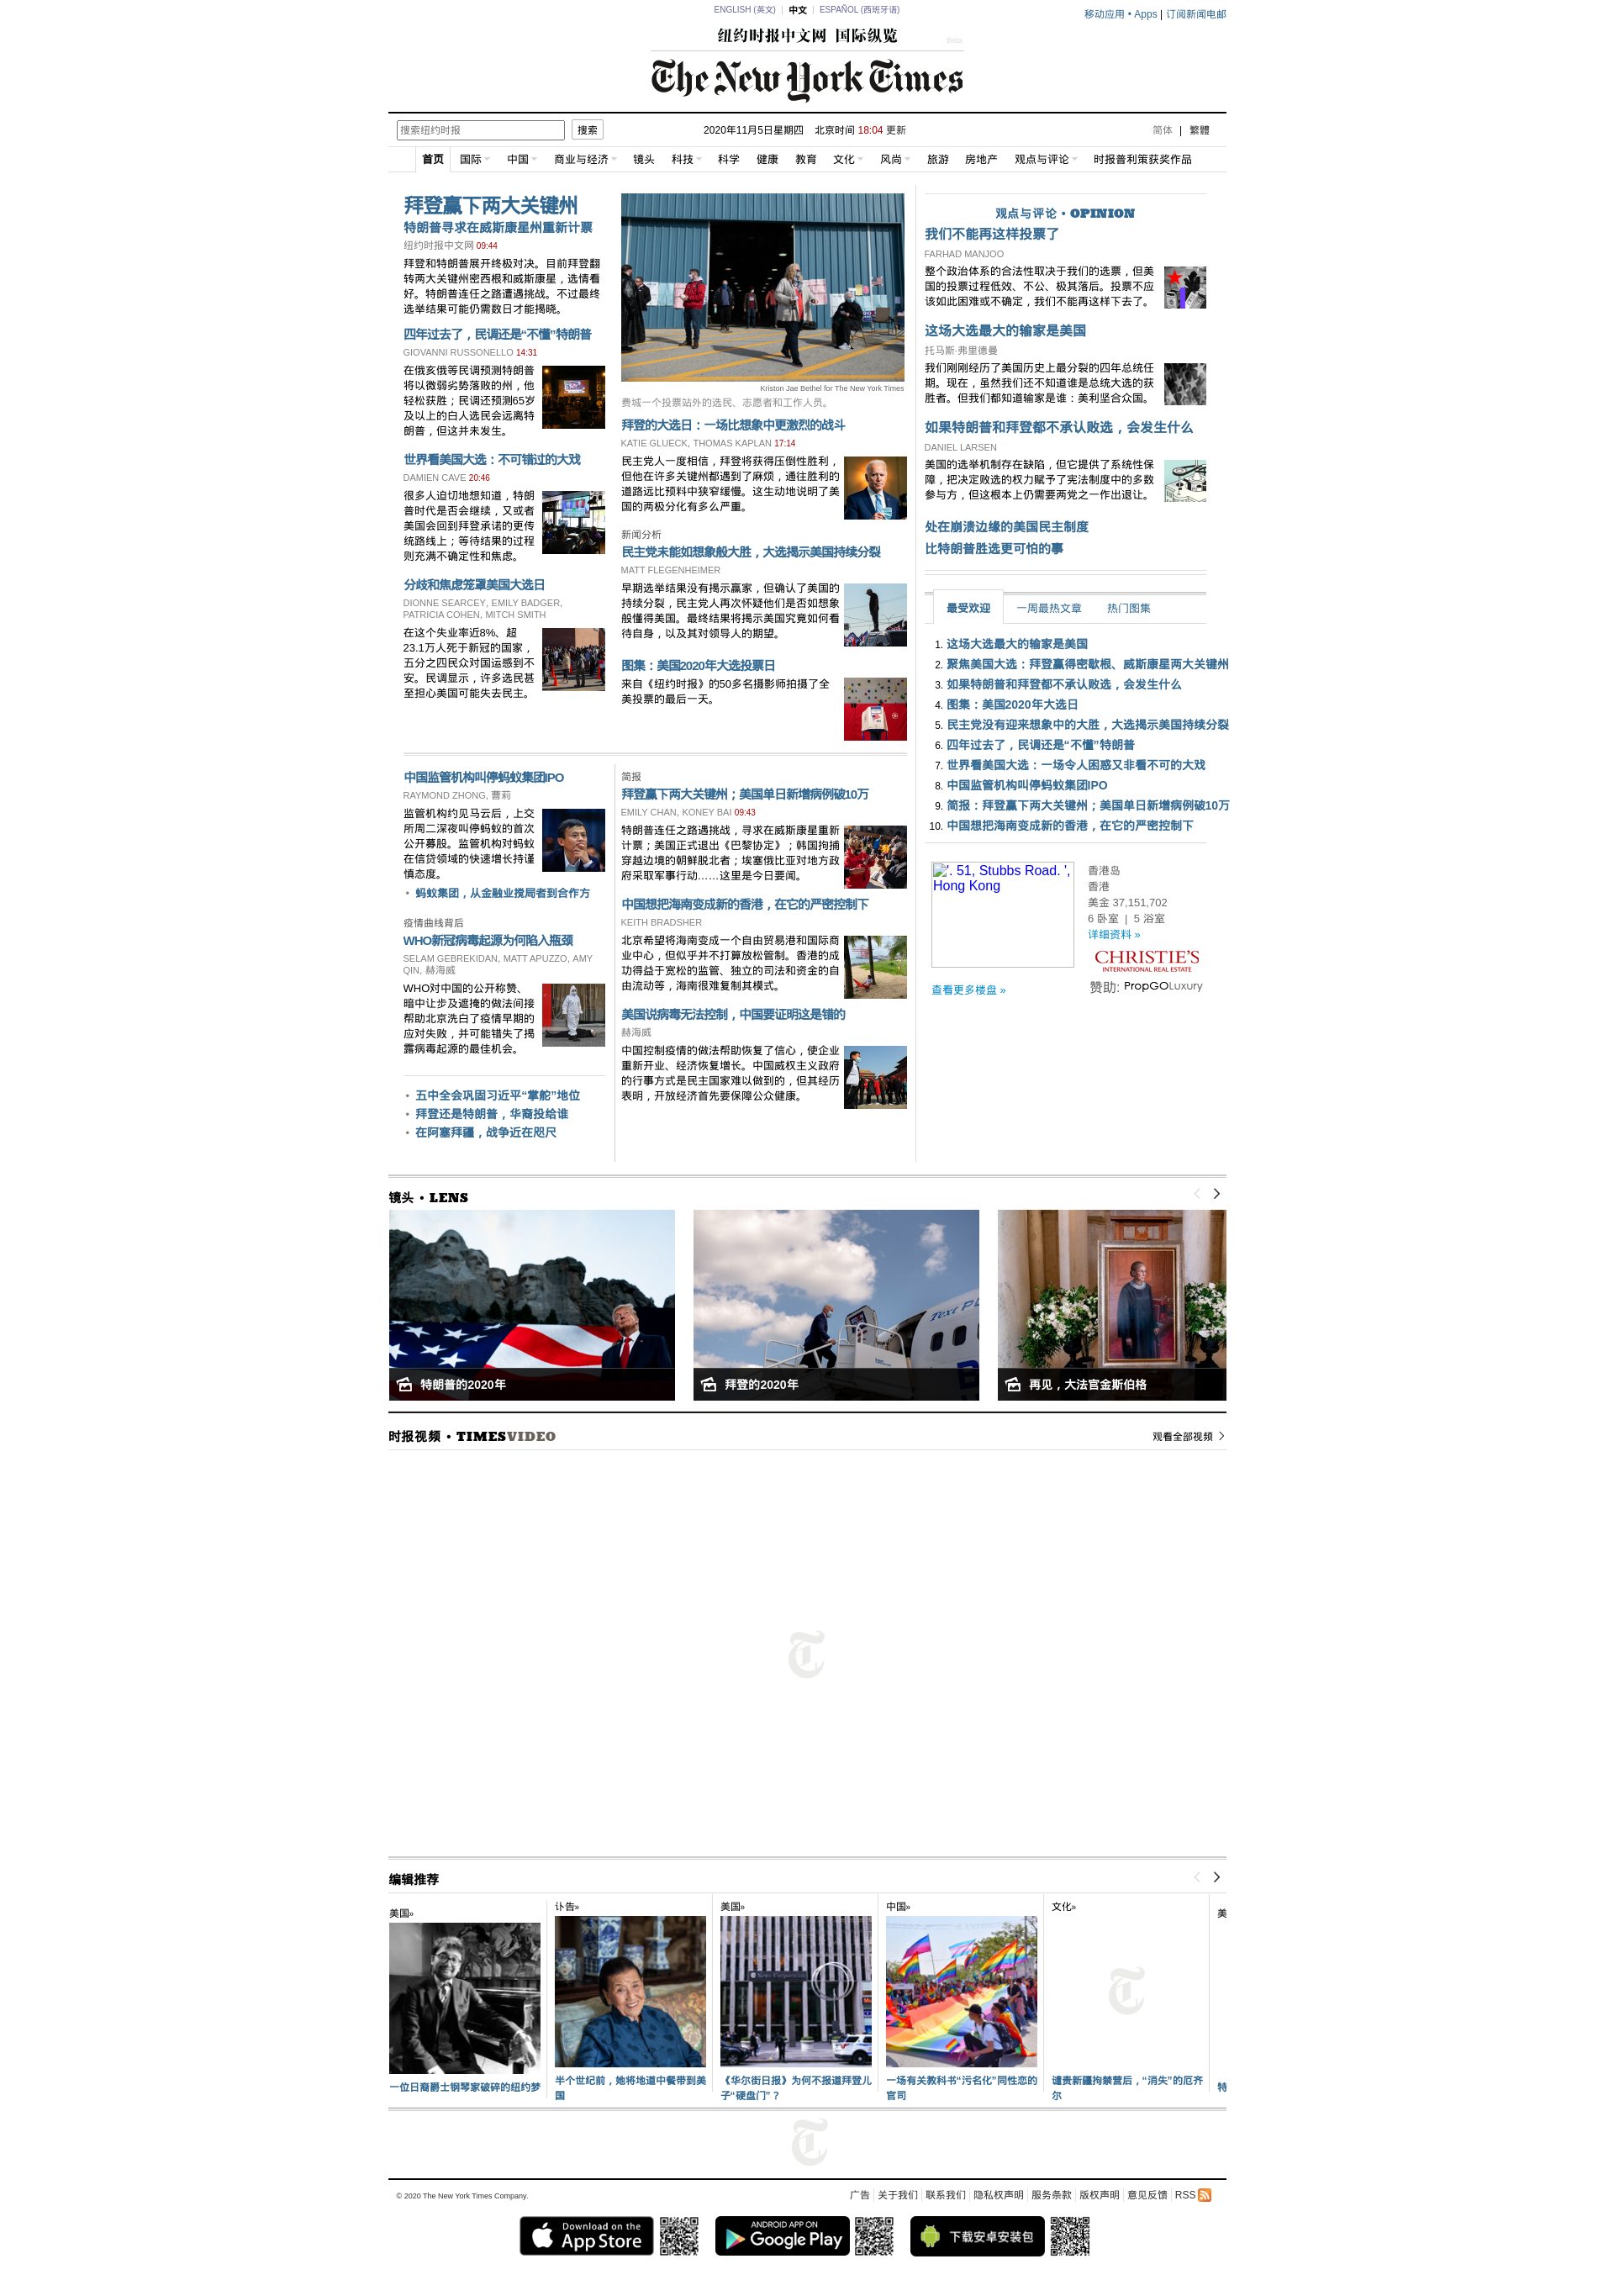 ENGLISH (英文) | 中文 | ESPAÑOL (西班牙语)
移动应用 • Apps | 订阅新闻电邮
纽约时报中文网 国际纵览
Beta
The New York Times
搜索纽约时报 搜索
2020年11月5日星期四 北京时间 18:04 更新
简体 | 繁體
首页 国际 中国 商业与经济 镜头 科技 科学 健康 教育 文化 风尚 旅游 房地产 观点与评论 时报普利策获奖作品
拜登赢下两大关键州
特朗普寻求在威斯康星州重新计票
纽约时报中文网 09:44
拜登和特朗普展开终极对决。目前拜登翻
转两大关键州密西根和威斯康星，选情看
好。特朗普连任之路遭遇挑战。不过最终
选举结果可能仍需数日才能揭晓。
四年过去了，民调还是“不懂”特朗普
GIOVANNI RUSSONELLO 14:31
在俄亥俄等民调预测特朗普
将以微弱劣势落败的州，他
轻松获胜；民调还预测65岁
及以上的白人选民会远离特
朗普，但这并未发生。
世界看美国大选：不可错过的大戏
DAMIEN CAVE 20:46
很多人迫切地想知道，特朗
普时代是否会继续，又或者
美国会回到拜登承诺的更传
统路线上；等待结果的过程
则充满不确定性和焦虑。
分歧和焦虑笼罩美国大选日
DIONNE SEARCEY, EMILY BADGER,
PATRICIA COHEN, MITCH SMITH
在这个失业率近8%、超
23.1万人死于新冠的国家，
五分之四民众对国运感到不
安。民调显示，许多选民甚
至担心美国可能失去民主。
Kriston Jae Bethel for The New York Times
费城一个投票站外的选民、志愿者和工作人员。
拜登的大选日：一场比想象中更激烈的战斗
KATIE GLUECK, THOMAS KAPLAN 17:14
民主党人一度相信，拜登将获得压倒性胜利，
但他在许多关键州都遇到了麻烦，通往胜利的
道路远比预料中狭窄缓慢。这生动地说明了美
国的两极分化有多么严重。
新闻分析
民主党未能如想象般大胜，大选揭示美国持续分裂
MATT FLEGENHEIMER
早期选举结果没有揭示赢家，但确认了美国的
持续分裂，民主党人再次怀疑他们是否如想象
般懂得美国。最终结果将揭示美国究竟如何看
待自身，以及其对领导人的期望。
图集：美国2020年大选投票日
来自《纽约时报》的50多名摄影师拍摄了全
美投票的最后一天。
观点与评论 • OPINION
我们不能再这样投票了
FARHAD MANJOO
整个政治体系的合法性取决于我们的选票，但美
国的投票过程低效、不公、极其落后。投票不应
该如此困难或不确定，我们不能再这样下去了。
这场大选最大的输家是美国
托马斯·弗里德曼
我们刚刚经历了美国历史上最分裂的四年总统任
期。现在，虽然我们还不知道谁是总统大选的获
胜者。但我们都知道输家是谁：美利坚合众国。
如果特朗普和拜登都不承认败选，会发生什么
DANIEL LARSEN
美国的选举机制存在缺陷，但它提供了系统性保
障，把决定败选的权力赋予了宪法制度中的多数
参与方，但这根本上仍需要两党之一作出退让。
处在崩溃边缘的美国民主制度
比特朗普胜选更可怕的事
最受欢迎 一周最热文章 热门图集
1. 这场大选最大的输家是美国
2. 聚焦美国大选：拜登赢得密歇根、威斯康星两大关键州
3. 如果特朗普和拜登都不承认败选，会发生什么
4. 图集：美国2020年大选日
5. 民主党没有迎来想象中的大胜，大选揭示美国持续分裂
6. 四年过去了，民调还是“不懂”特朗普
7. 世界看美国大选：一场令人困惑又非看不可的大戏
8. 中国监管机构叫停蚂蚁集团IPO
9. 简报：拜登赢下两大关键州；美国单日新增病例破10万
10. 中国想把海南变成新的香港，在它的严密控制下
'. 51, Stubbs Road. ',
Hong Kong
香港岛
香港
美金 37,151,702
6 卧室 | 5 浴室
详细资料 »
CHRISTIE'S
INTERNATIONAL REAL ESTATE
查看更多楼盘 »
赞助: PropGOLuxury
中国监管机构叫停蚂蚁集团IPO
RAYMOND ZHONG, 曹莉
监管机构约见马云后，上交
所周二深夜叫停蚂蚁的首次
公开募股。监管机构对蚂蚁
在信贷领域的快速增长持谨
慎态度。
• 蚂蚁集团，从金融业搅局者到合作方
疫情曲线背后
WHO新冠病毒起源为何陷入瓶颈
SELAM GEBREKIDAN, MATT APUZZO, AMY
QIN, 赫海威
WHO对中国的公开称赞、
暗中让步及遮掩的做法间接
帮助北京洗白了疫情早期的
应对失败，并可能错失了揭
露病毒起源的最佳机会。
• 五中全会巩固习近平“掌舵”地位
• 拜登还是特朗普，华裔投给谁
• 在阿塞拜疆，战争近在咫尺
简报
拜登赢下两大关键州；美国单日新增病例破10万
EMILY CHAN, KONEY BAI 09:43
特朗普连任之路遇挑战，寻求在威斯康星重新
计票；美国正式退出《巴黎协定》；韩国拘捕
穿越边境的朝鲜脱北者；埃塞俄比亚对地方政
府采取军事行动……这里是今日要闻。
中国想把海南变成新的香港，在它的严密控制下
KEITH BRADSHER
北京希望将海南变成一个自由贸易港和国际商
业中心，但似乎并不打算放松管制。香港的成
功得益于宽松的监管、独立的司法和资金的自
由流动等，海南很难复制其模式。
美国说病毒无法控制，中国要证明这是错的
赫海威
中国控制疫情的做法帮助恢复了信心，使企业
重新开业、经济恢复增长。中国威权主义政府
的行事方式是民主国家难以做到的，但其经历
表明，开放经济首先要保障公众健康。
镜头 • LENS
特朗普的2020年
拜登的2020年
再见，大法官金斯伯格
时报视频 • TIMESVIDEO
观看全部视频
编辑推荐
美国»
一位日裔爵士钢琴家破碎的纽约梦
讣告»
半个世纪前，她将地道中餐带到美
国
美国»
《华尔街日报》为何不报道拜登儿
子“硬盘门”？
中国»
一场有关教科书“污名化”同性恋的
官司
文化»
谴责新疆拘禁营后，“消失”的厄齐
尔
美
特
© 2020 The New York Times Company.
广告 关于我们 联系我们 隐私权声明 服务条款 版权声明 意见反馈 RSS
Download on the
App Store
ANDROID APP ON
Google Play
下载安卓安装包